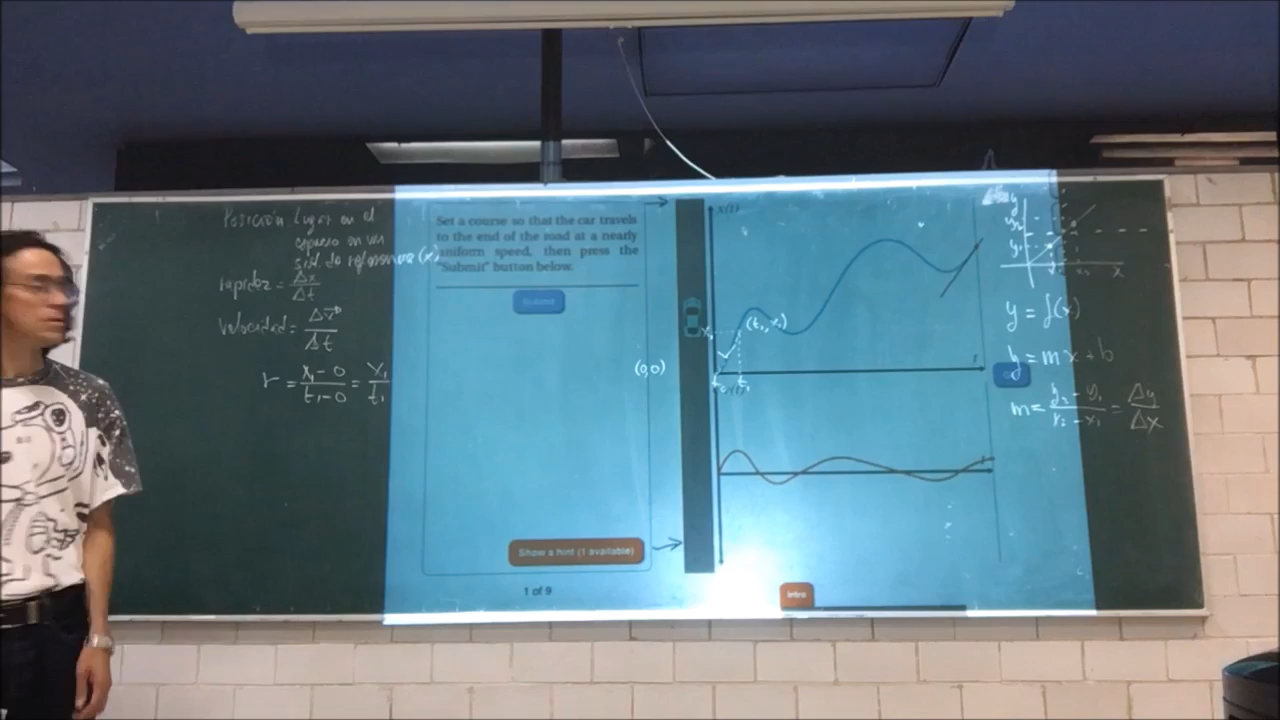 Posición lugar en el
espacio en un
sist de referencia (x)
rapidez = Δx / Δt
velocidad = Δv / Δt
r = x₁ - 0 / t₁ - 0 = x₁ / t₁
Set a course so that the car travels
to the end of the road at a nearly
uniform speed, then press the
"Submit" button below.
Submit
Show a hint (1 available)
1 of 9
x(t)
x₁
(t₁, x₁)
(0,0)
t₁
t
Intro
y
x
y = f(x)
y = mx + b
m = y₂ - y₁ / x₂ - x₁ = Δy / Δx